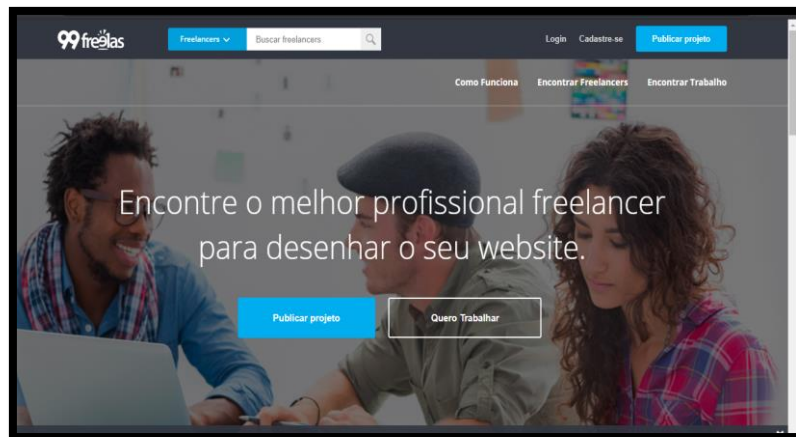 99freelas
Freelancers
Buscar freelancers
Login
Cadastre-se
Publicar projeto
Como Funciona
Encontrar Freelancers
Encontrar Trabalho
Encontre o melhor profissional freelancer
para desenhar o seu website.
Publicar projeto
Quero Trabalhar